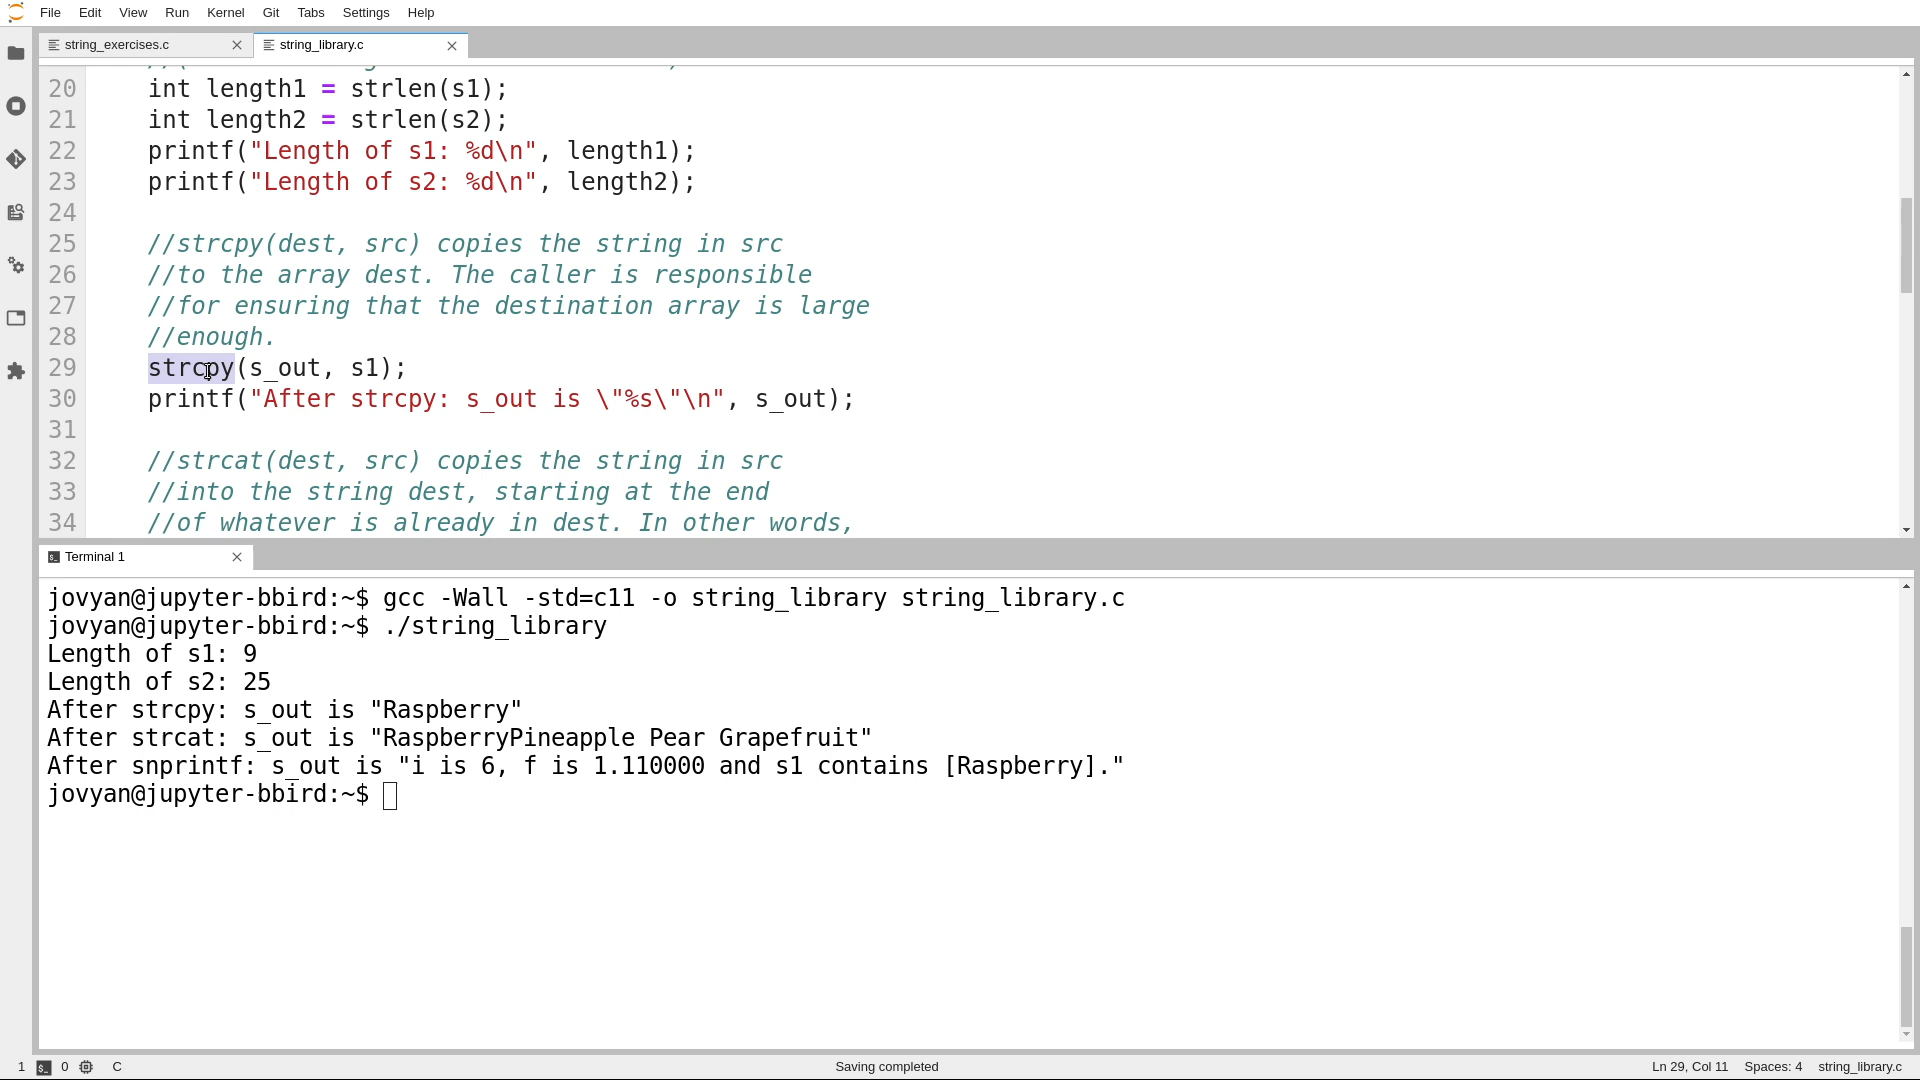 File Edit View Run Kernel Git Tabs Settings Help
string_exercises.c string_library.c
20 int length1 = strlen(s1);
21 int length2 = strlen(s2);
22 printf("Length of s1: %d\n", length1);
23 printf("Length of s2: %d\n", length2);
24
25 //strcpy(dest, src) copies the string in src
26 //to the array dest. The caller is responsible
27 //for ensuring that the destination array is large
28 //enough.
29 strcpy(s_out, s1);
30 printf("After strcpy: s_out is \"%s\"\n", s_out);
31
32 //strcat(dest, src) copies the string in src
33 //into the string dest, starting at the end
34 //of whatever is already in dest. In other words,
Terminal 1
jovyan@jupyter-bbird:~$ gcc -Wall -std=c11 -o string_library string_library.c
jovyan@jupyter-bbird:~$ ./string_library
Length of s1: 9
Length of s2: 25
After strcpy: s_out is "Raspberry"
After strcat: s_out is "RaspberryPineapple Pear Grapefruit"
After snprintf: s_out is "i is 6, f is 1.110000 and s1 contains [Raspberry]."
jovyan@jupyter-bbird:~$
1 0 C Saving completed Ln 29, Col 11 Spaces: 4 string_library.c